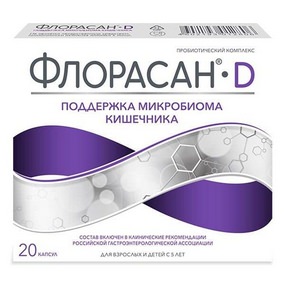 ПРОБИОТИЧЕСКИЙ КОМПЛЕКС
ФЛОРАСАН® · D
ПОДДЕРЖКА МИКРОБИОМА
КИШЕЧНИКА
СОСТАВ ВКЛЮЧЕН В КЛИНИЧЕСКИЕ РЕКОМЕНДАЦИИ
РОССИЙСКОЙ ГАСТРОЭНТЕРОЛОГИЧЕСКОЙ АССОЦИАЦИИ
20 КАПСУЛ
ДЛЯ ВЗРОСЛЫХ И ДЕТЕЙ С 5 ЛЕТ